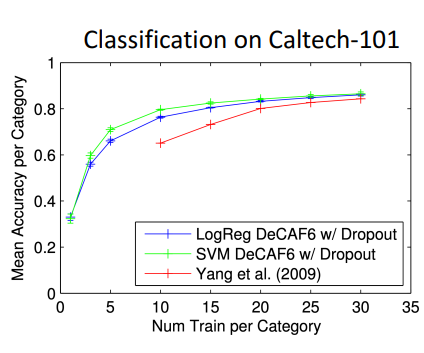 Classification on Caltech-101
Mean Accuracy per Category
1
0.8
0.6
0.4
0.2
0
LogReg DeCAF6 w/ Dropout
SVM DeCAF6 w/ Dropout
Yang et al. (2009)
0 5 10 15 20 25 30 35
Num Train per Category